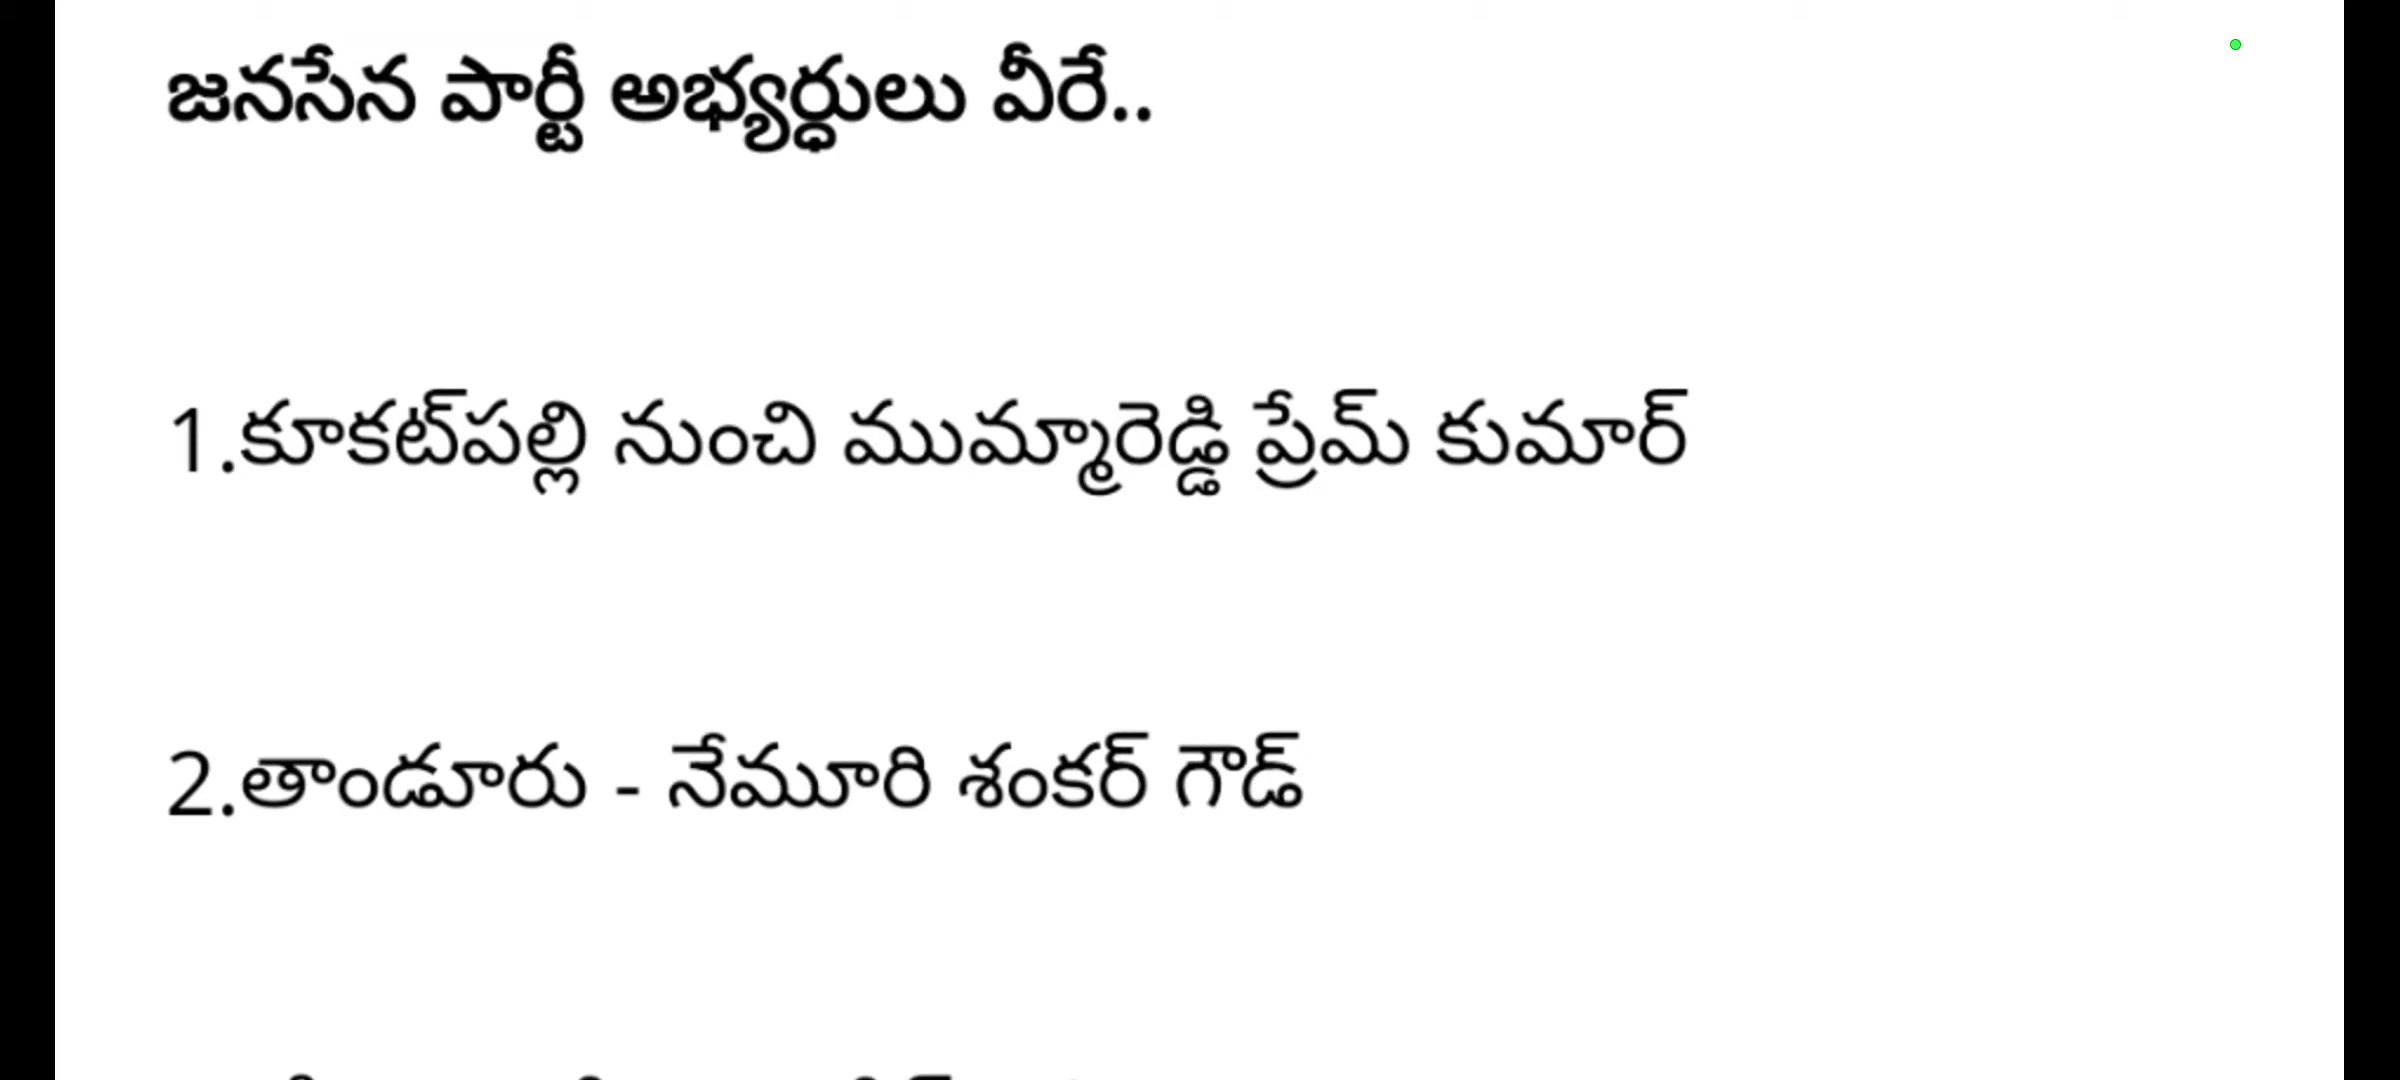 జనసేన పార్టీ అభ్యర్ధులు వీరే..
1.కూకట్‌పల్లి నుంచి ముమ్మారెడ్డి ప్రేమ్ కుమార్
2.తాండూరు - నేమూరి శంకర్ గౌడ్